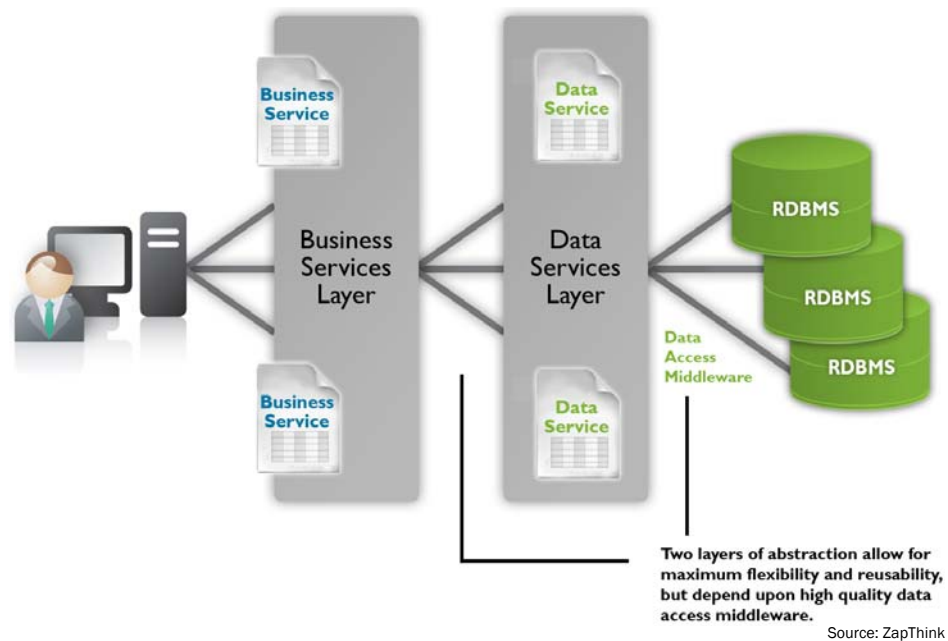 Business
Service
Data
Service
RDBMS
Business
Services
Layer
Data
Services
Layer
RDBMS
Data
Access
Middleware
RDBMS
Business
Service
Data
Service
Two layers of abstraction allow for
maximum flexibility and reusability,
but depend upon high quality data
access middleware.
Source: ZapThink